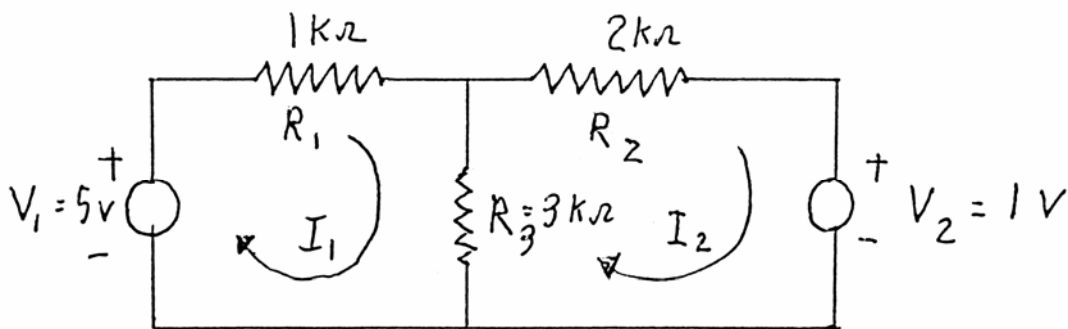 1KΩ
2KΩ
R1
R2
+
V1 = 5V
-
I1
R3=3KΩ
I2
+
V2 = 1 V
-